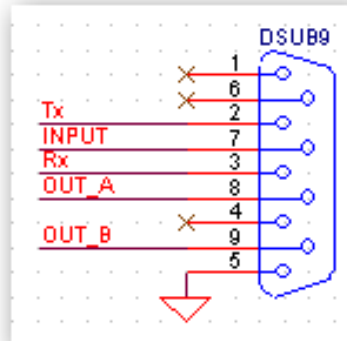 DSUB9
1
6
Tx 2
INPUT 7
Rx 3
OUT_A 8
4
OUT_B 9
5